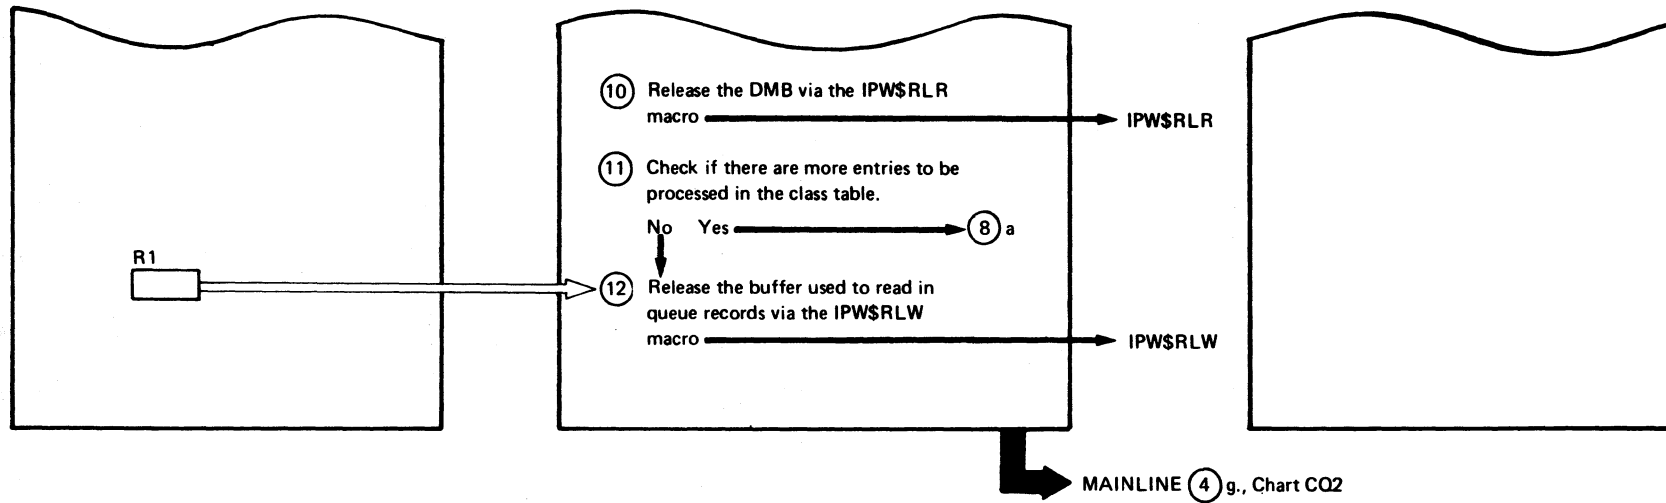 (10) Release the DMB via the IPW$RLR
macro
IPW$RLR
(11) Check if there are more entries to be
processed in the class table.
No Yes
(8) a
R1
(12) Release the buffer used to read in
queue records via the IPW$RLW
macro
IPW$RLW
MAINLINE (4) g., Chart CQ2